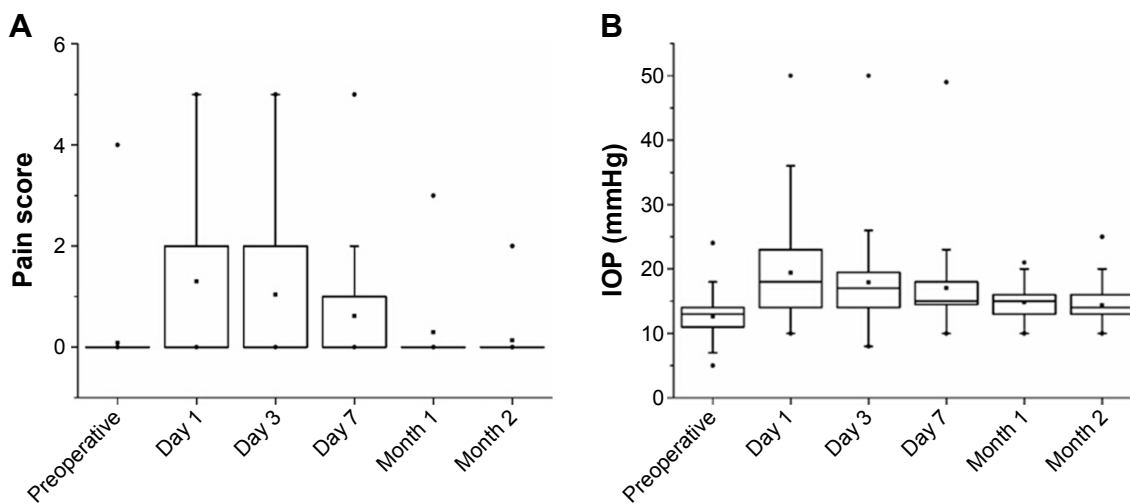 A
Pain score
6
4
2
0
Preoperative
Day 1
Day 3
Day 7
Month 1
Month 2
B
IOP (mmHg)
50
40
30
20
10
0
Preoperative
Day 1
Day 3
Day 7
Month 1
Month 2